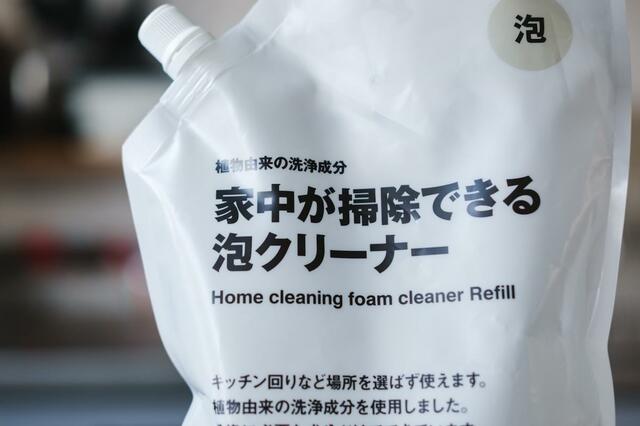 泡
植物由来の洗浄成分
家中が掃除できる
泡クリーナー
Home cleaning foam cleaner Refill
キッチン回りなど場所を選ばず使えます。
植物由来の洗浄成分を使用しました。